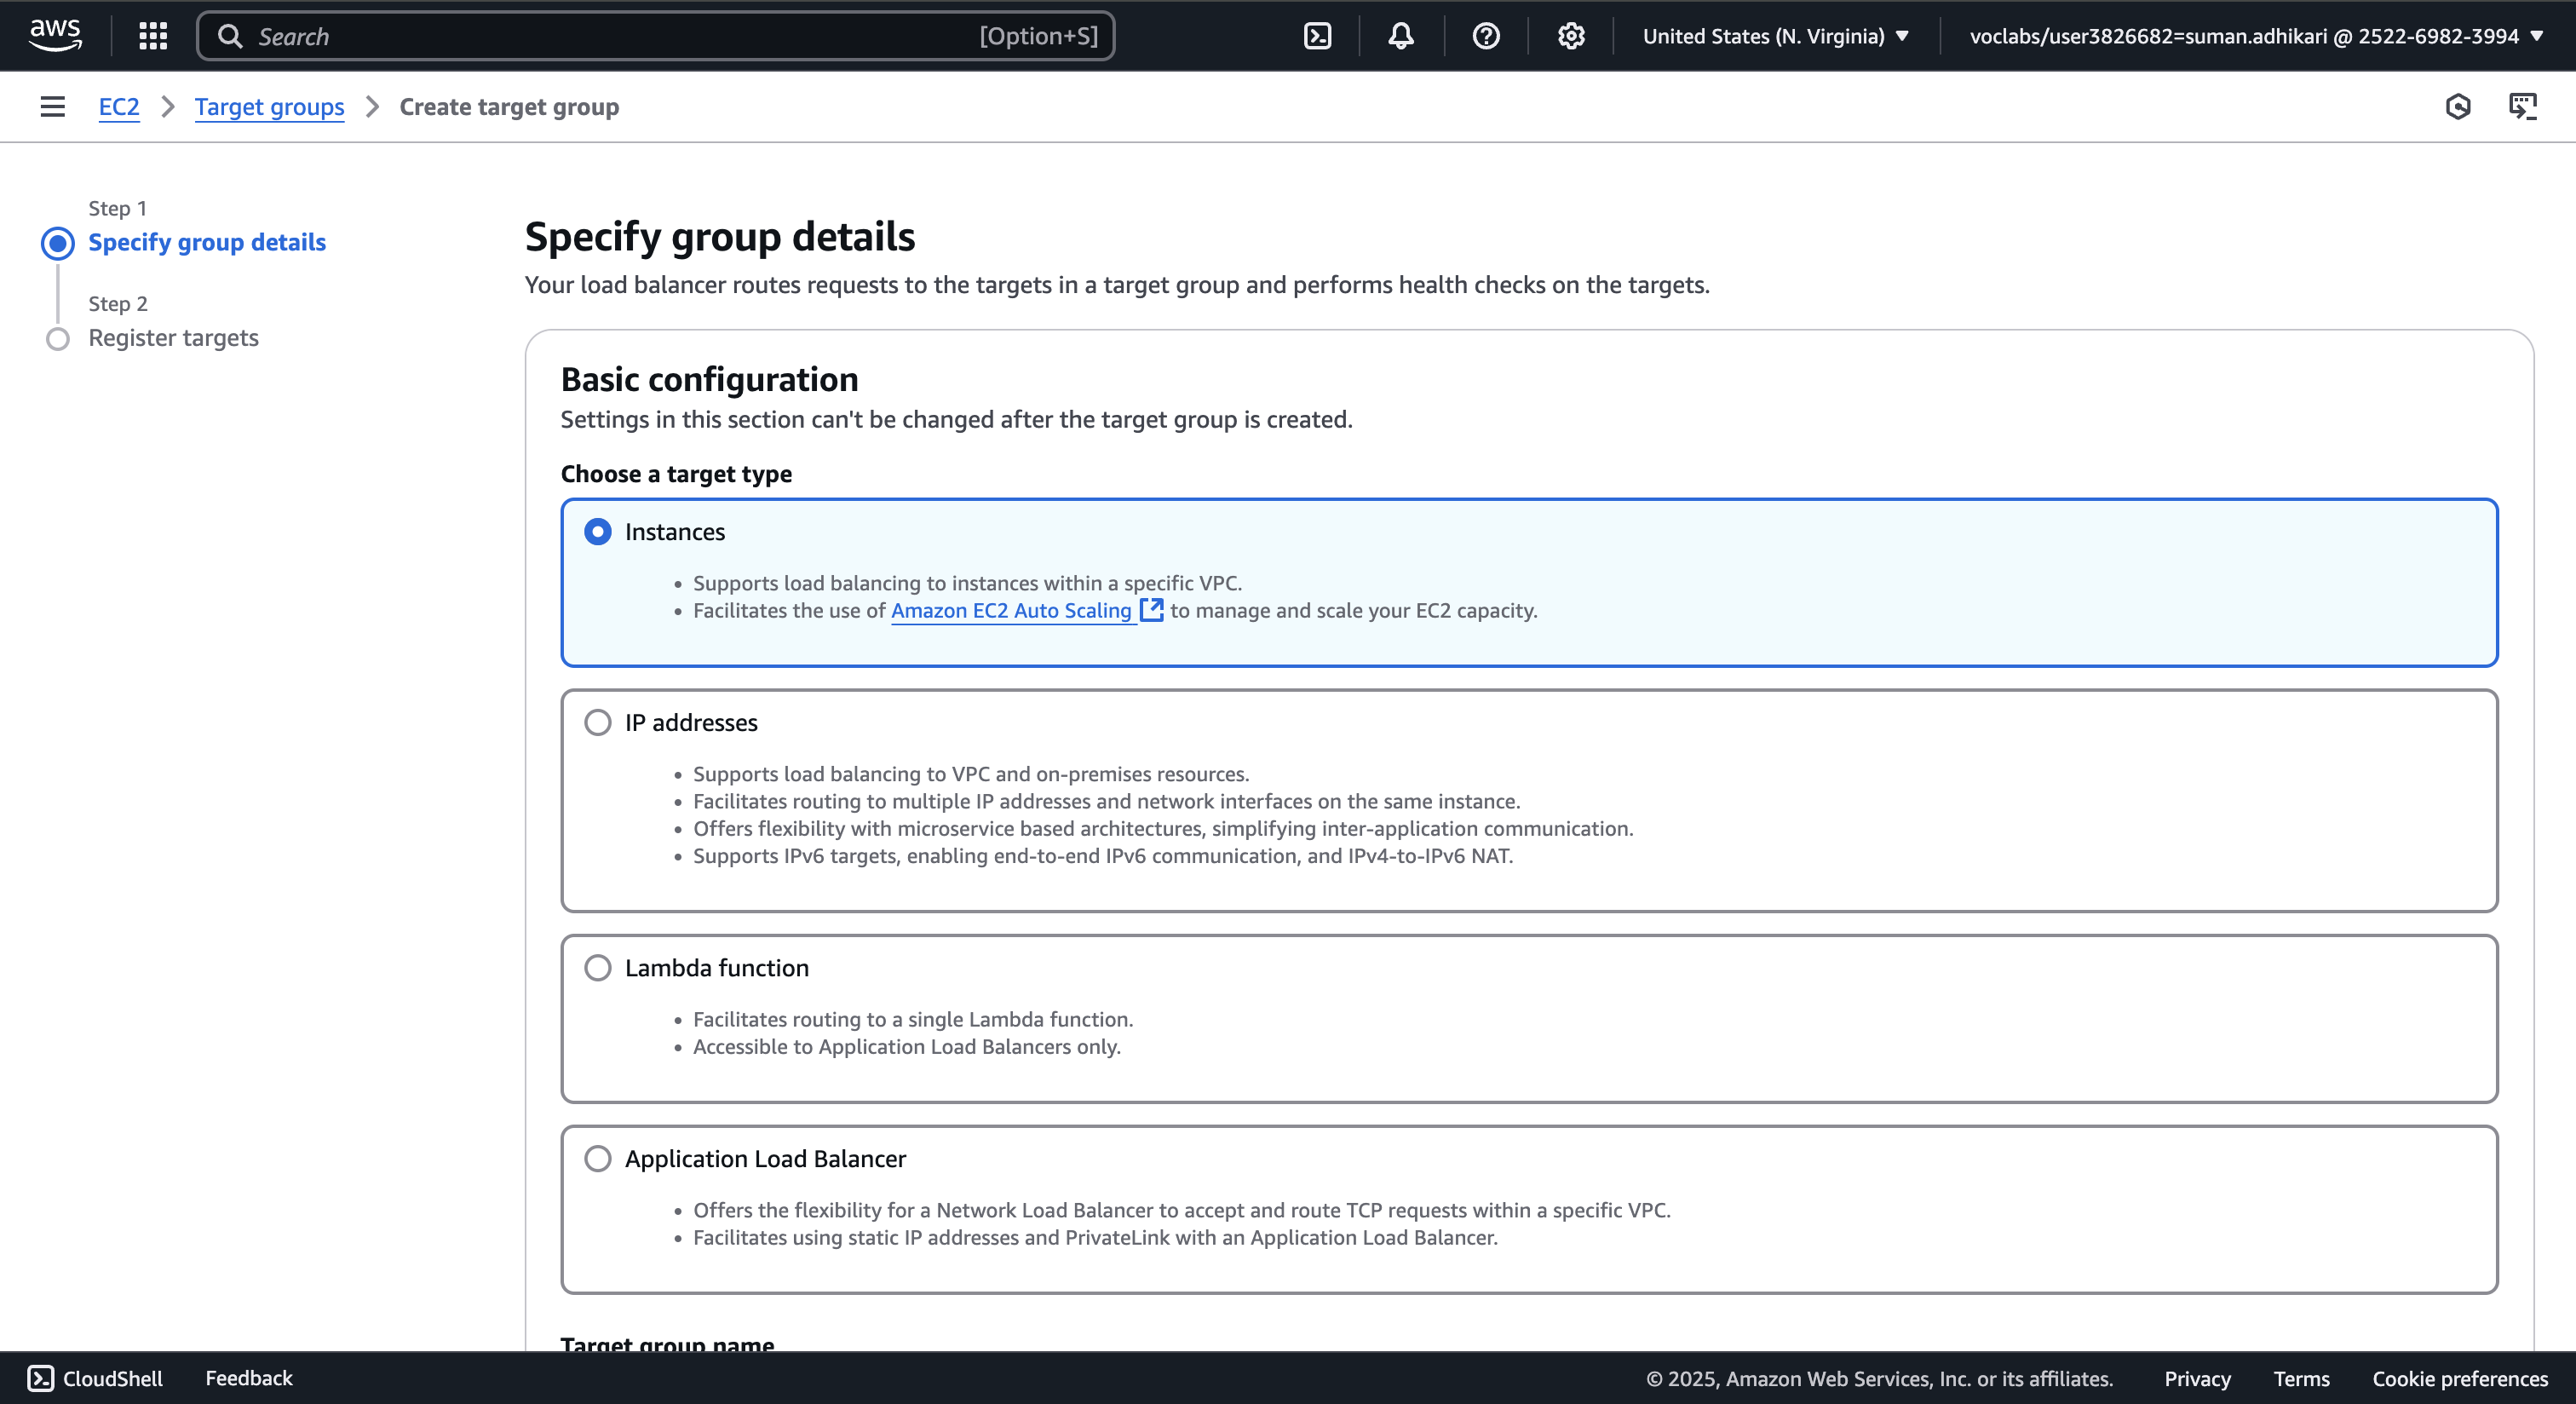 aws
Search [Option+S]
United States (N. Virginia)
voclabs/user3826682=suman.adhikari @ 2522-6982-3994
EC2
Target groups
Create target group
Step 1
Specify group details
Step 2
Register targets
Specify group details
Your load balancer routes requests to the targets in a target group and performs health checks on the targets.
Basic configuration
Settings in this section can't be changed after the target group is created.
Choose a target type
Instances
• Supports load balancing to instances within a specific VPC.
• Facilitates the use of Amazon EC2 Auto Scaling to manage and scale your EC2 capacity.
IP addresses
• Supports load balancing to VPC and on-premises resources.
• Facilitates routing to multiple IP addresses and network interfaces on the same instance.
• Offers flexibility with microservice based architectures, simplifying inter-application communication.
• Supports IPv6 targets, enabling end-to-end IPv6 communication, and IPv4-to-IPv6 NAT.
Lambda function
• Facilitates routing to a single Lambda function.
• Accessible to Application Load Balancers only.
Application Load Balancer
• Offers the flexibility for a Network Load Balancer to accept and route TCP requests within a specific VPC.
• Facilitates using static IP addresses and PrivateLink with an Application Load Balancer.
Target group name
CloudShell
Feedback
© 2025, Amazon Web Services, Inc. or its affiliates.
Privacy
Terms
Cookie preferences